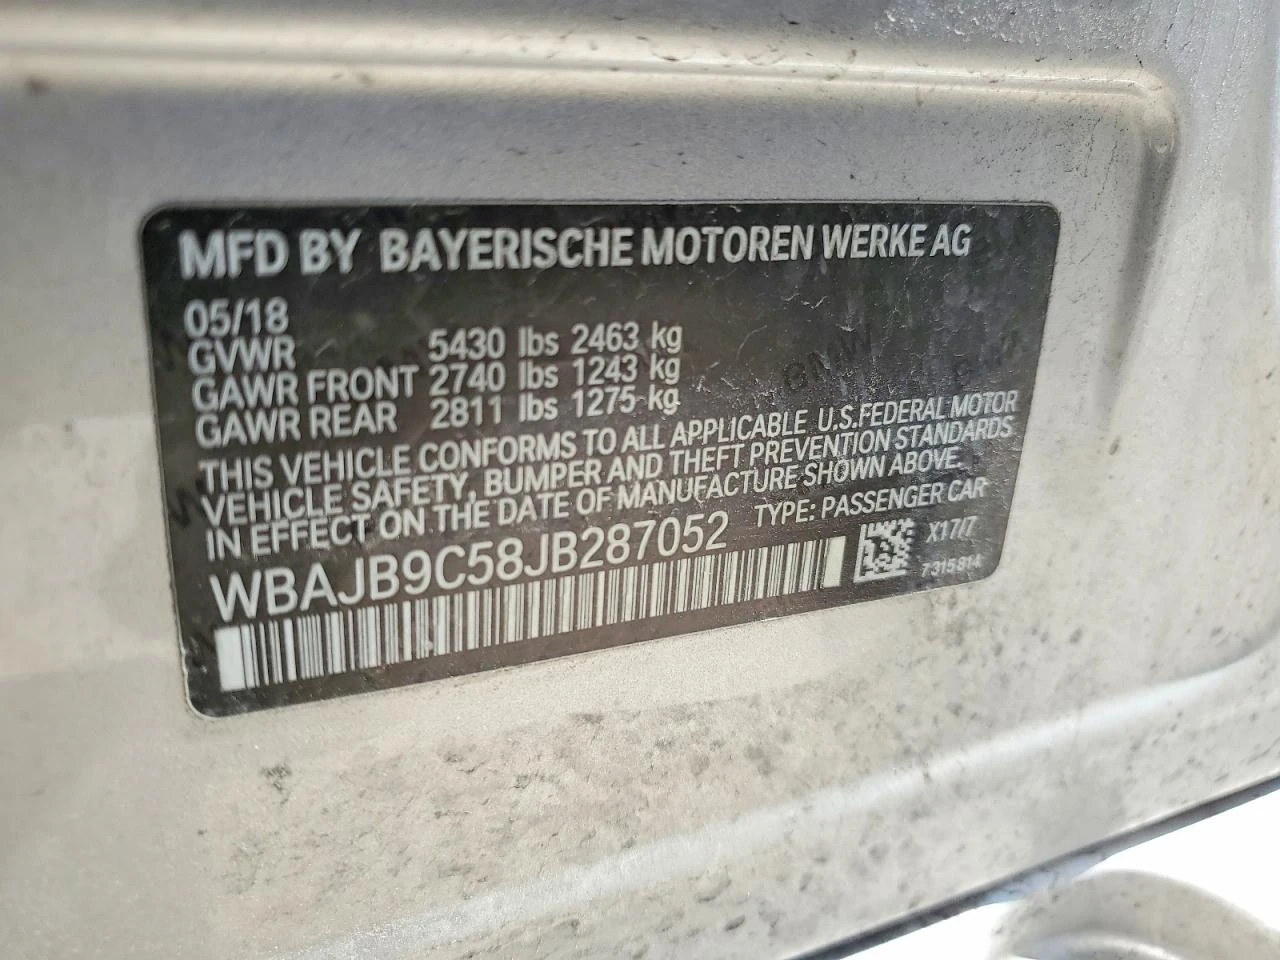 MFD BY BAYERISCHE MOTOREN WERKE AG
05/18
GVWR 5430 lbs 2463 kg
GAWR FRONT 2740 lbs 1243 kg
GAWR REAR 2811 lbs 1275 kg
THIS VEHICLE CONFORMS TO ALL APPLICABLE U.S.FEDERAL MOTOR
VEHICLE SAFETY, BUMPER AND THEFT PREVENTION STANDARDS
IN EFFECT ON THE DATE OF MANUFACTURE SHOWN ABOVE.
TYPE: PASSENGER CAR
WBAJB9C58JB287052
X17/7
7315814
BMW